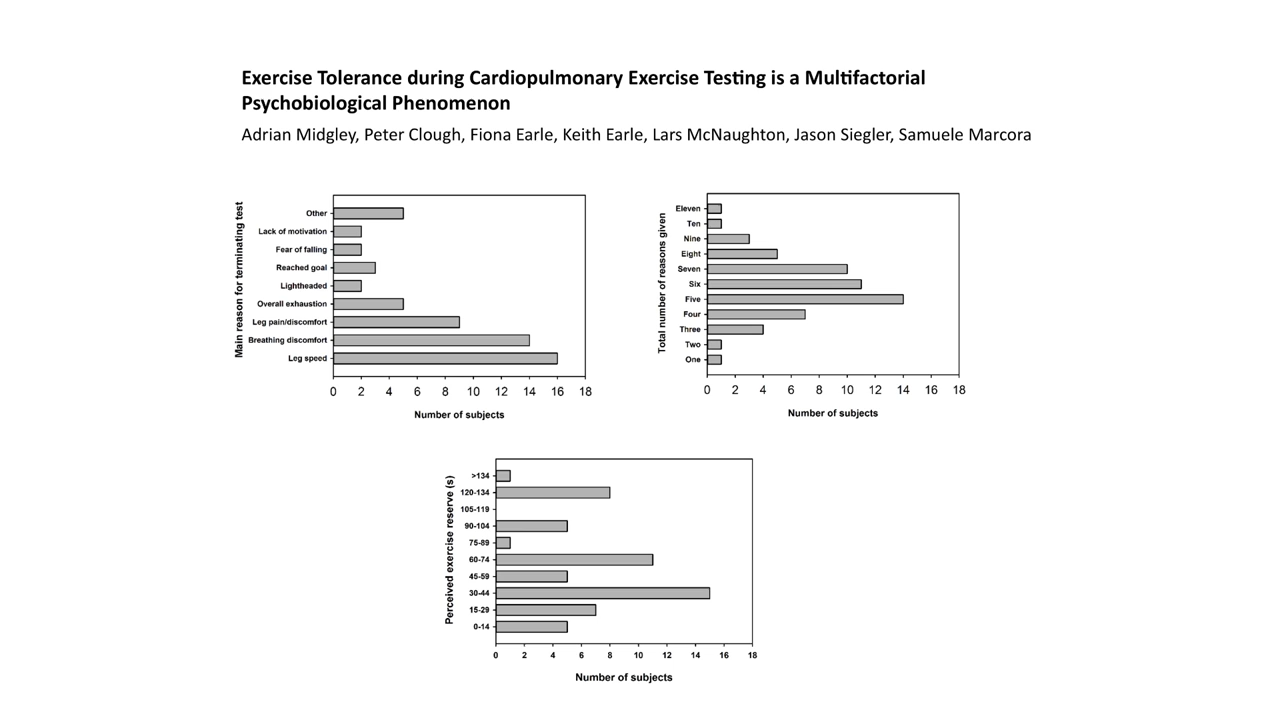 Exercise Tolerance during Cardiopulmonary Exercise Testing is a Multifactorial
Psychobiological Phenomenon
Adrian Midgley, Peter Clough, Fiona Earle, Keith Earle, Lars McNaughton, Jason Siegler, Samuele Marcora
Main reason for terminating test
Other
Lack of motivation
Fear of falling
Reached goal
Lightheaded
Overall exhaustion
Leg pain/discomfort
Breathing discomfort
Leg speed
0 2 4 6 8 10 12 14 16 18
Number of subjects
Total number of reasons given
Eleven
Ten
Nine
Eight
Seven
Six
Five
Four
Three
Two
One
0 2 4 6 8 10 12 14 16 18
Number of subjects
Perceived exercise reserve (s)
>134
120-134
105-119
90-104
75-89
60-74
45-59
30-44
15-29
0-14
0 2 4 6 8 10 12 14 16 18
Number of subjects